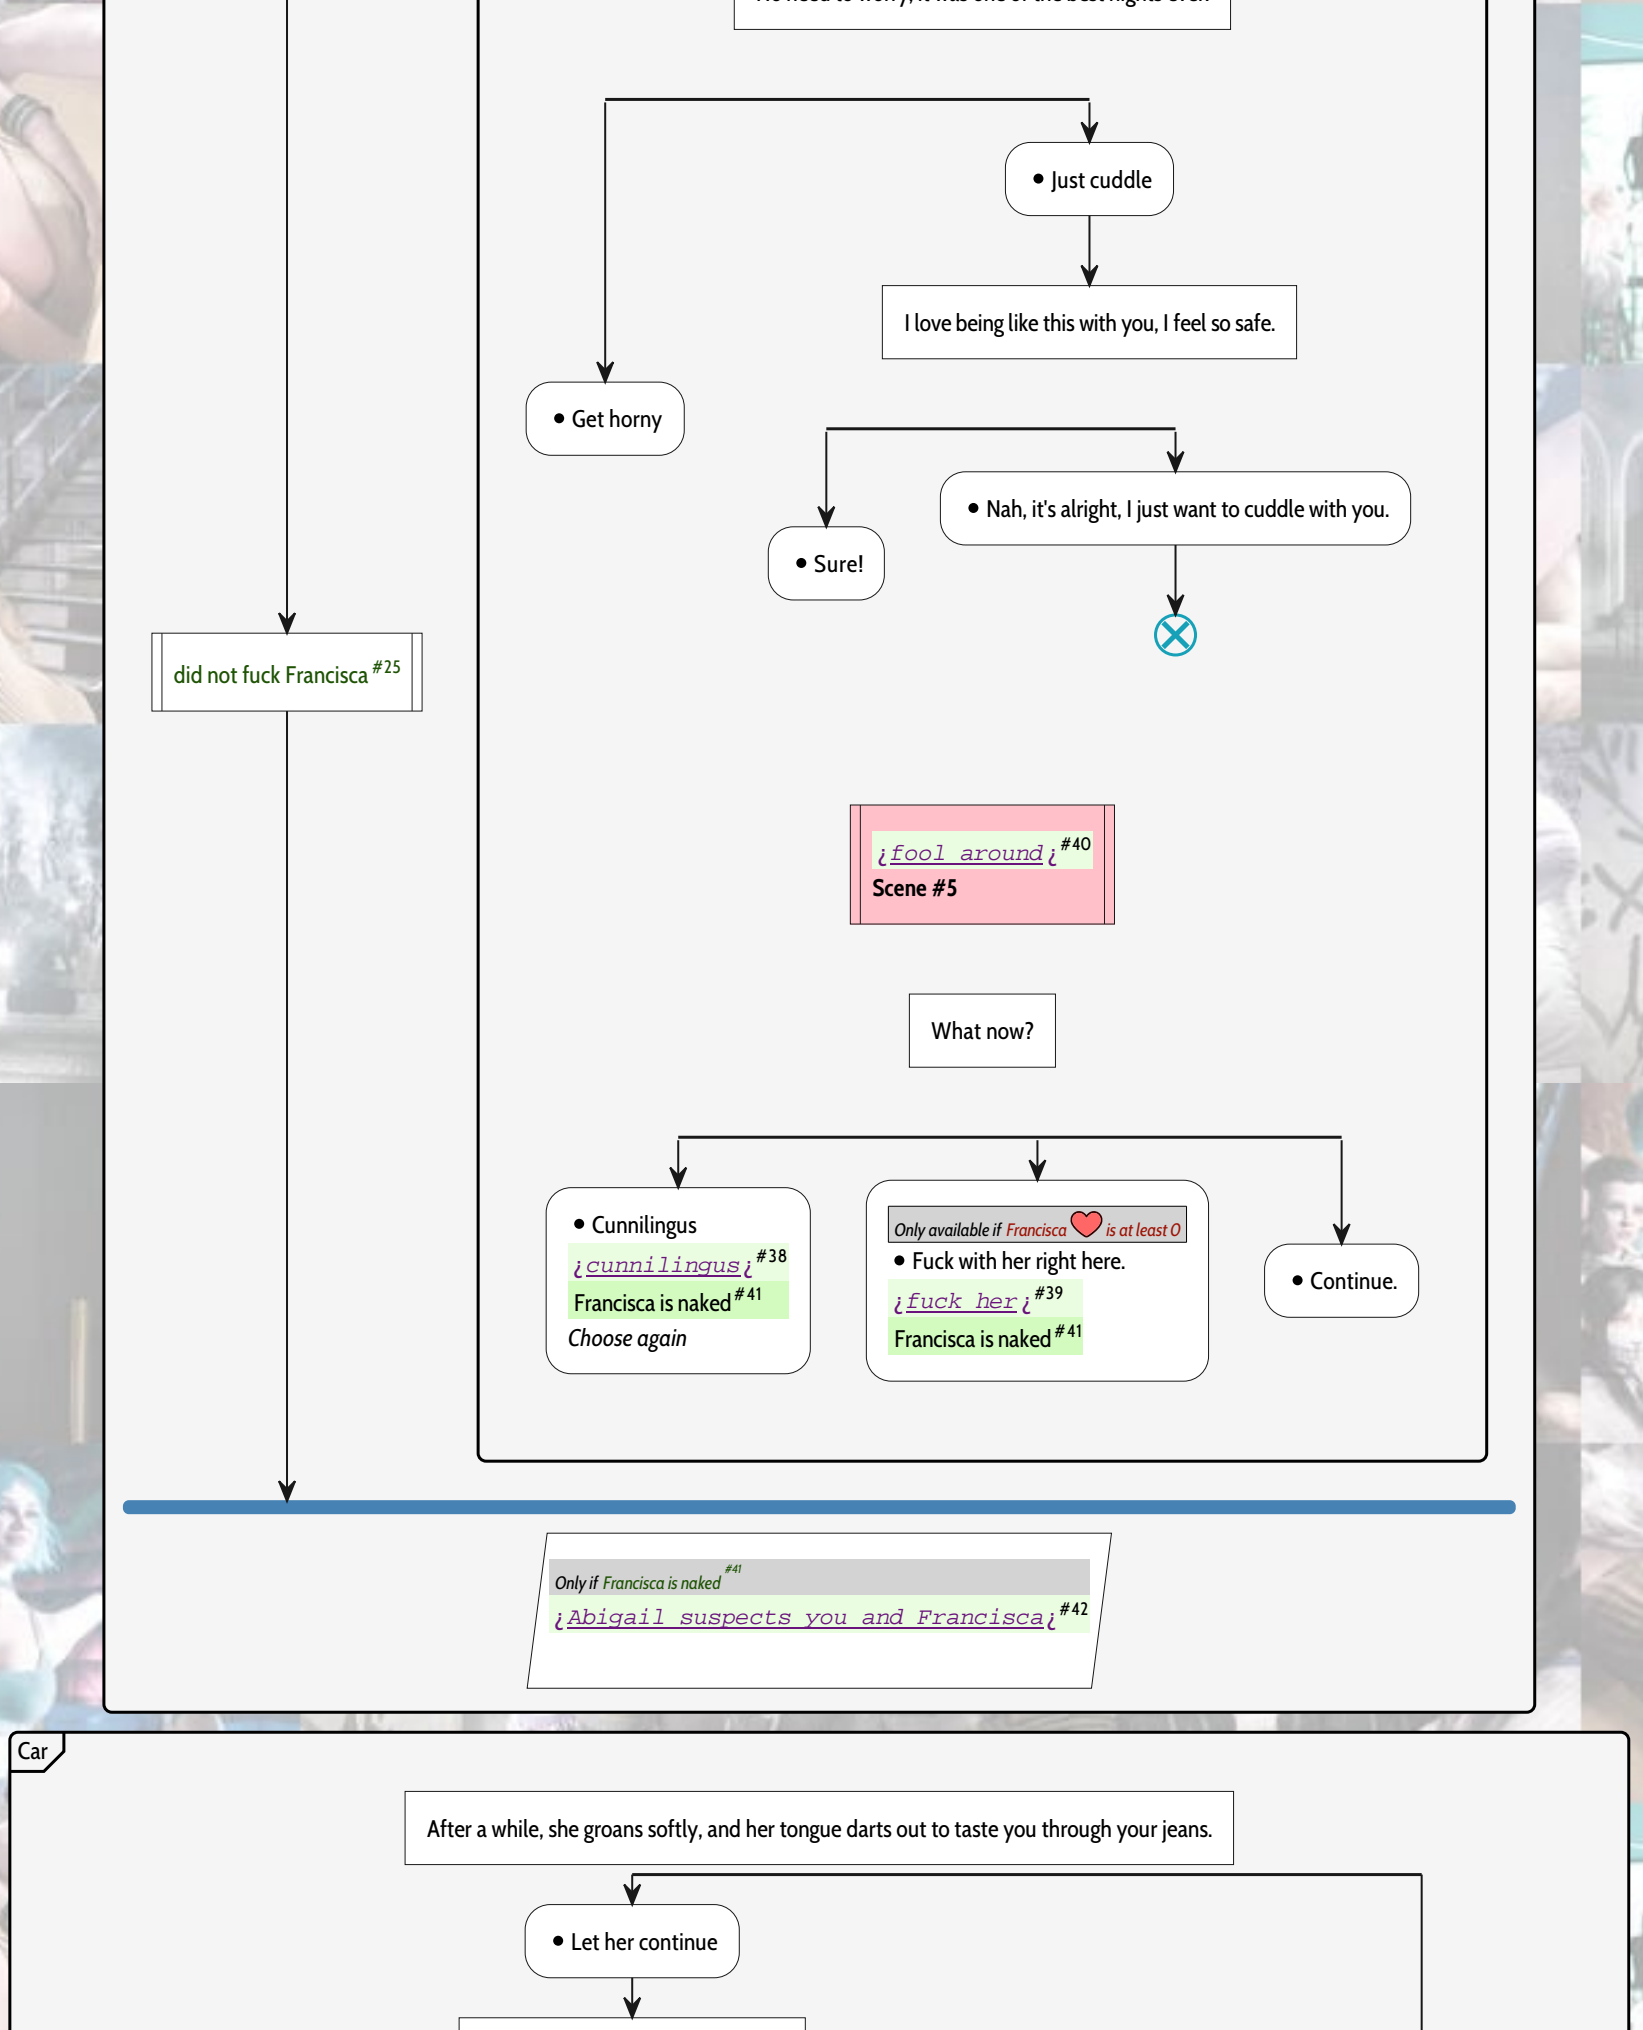 • Just cuddle
I love being like this with you, I feel so safe.
• Get horny
• Nah, it's alright, I just want to cuddle with you.
• Sure!
did not fuck Francisca #25
¿fool around¿ #40
Scene #5
What now?
• Cunnilingus
¿cunnilingus¿ #38
Francisca is naked #41
Choose again
Only available if Francisca ❤ is at least 0
• Fuck with her right here.
¿fuck her¿ #39
Francisca is naked #41
• Continue.
Only if Francisca is naked #41
¿Abigail suspects you and Francisca¿ #42
Car
After a while, she groans softly, and her tongue darts out to taste you through your jeans.
• Let her continue